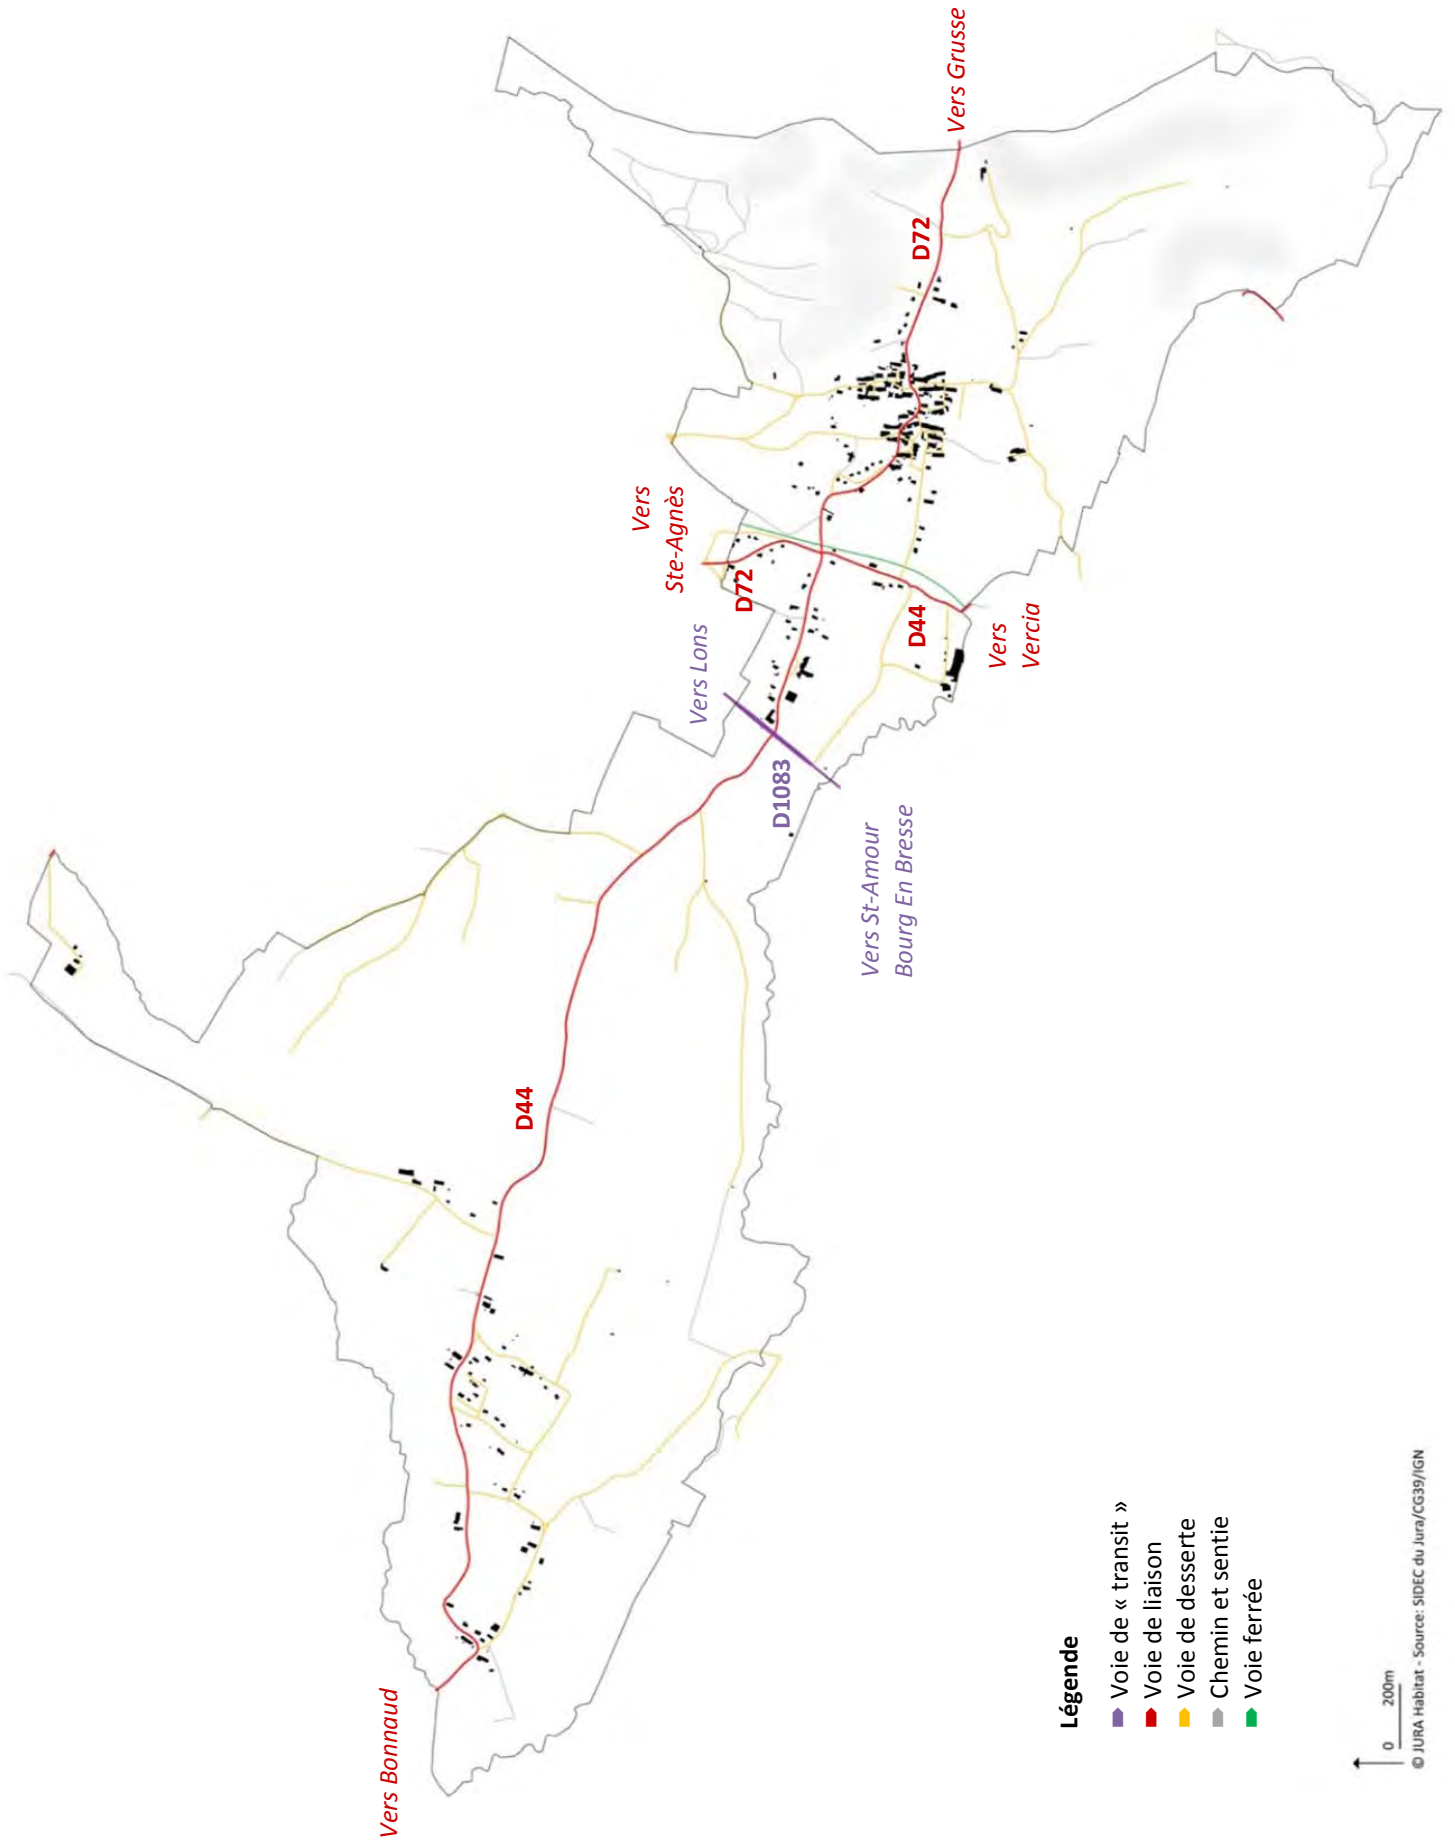 Vers Grusse
D72
Vers
Ste-Agnès
D72
Vers Lons
D44
Vers
Vercia
D1083
Vers St-Amour
Bourg En Bresse
D44
Vers Bonnaud
Légende
Voie de « transit »
Voie de liaison
Voie de desserte
Chemin et sentie
Voie ferrée
0 200m
© JURA Habitat - Source: SIDEC du Jura/CG39/IGN